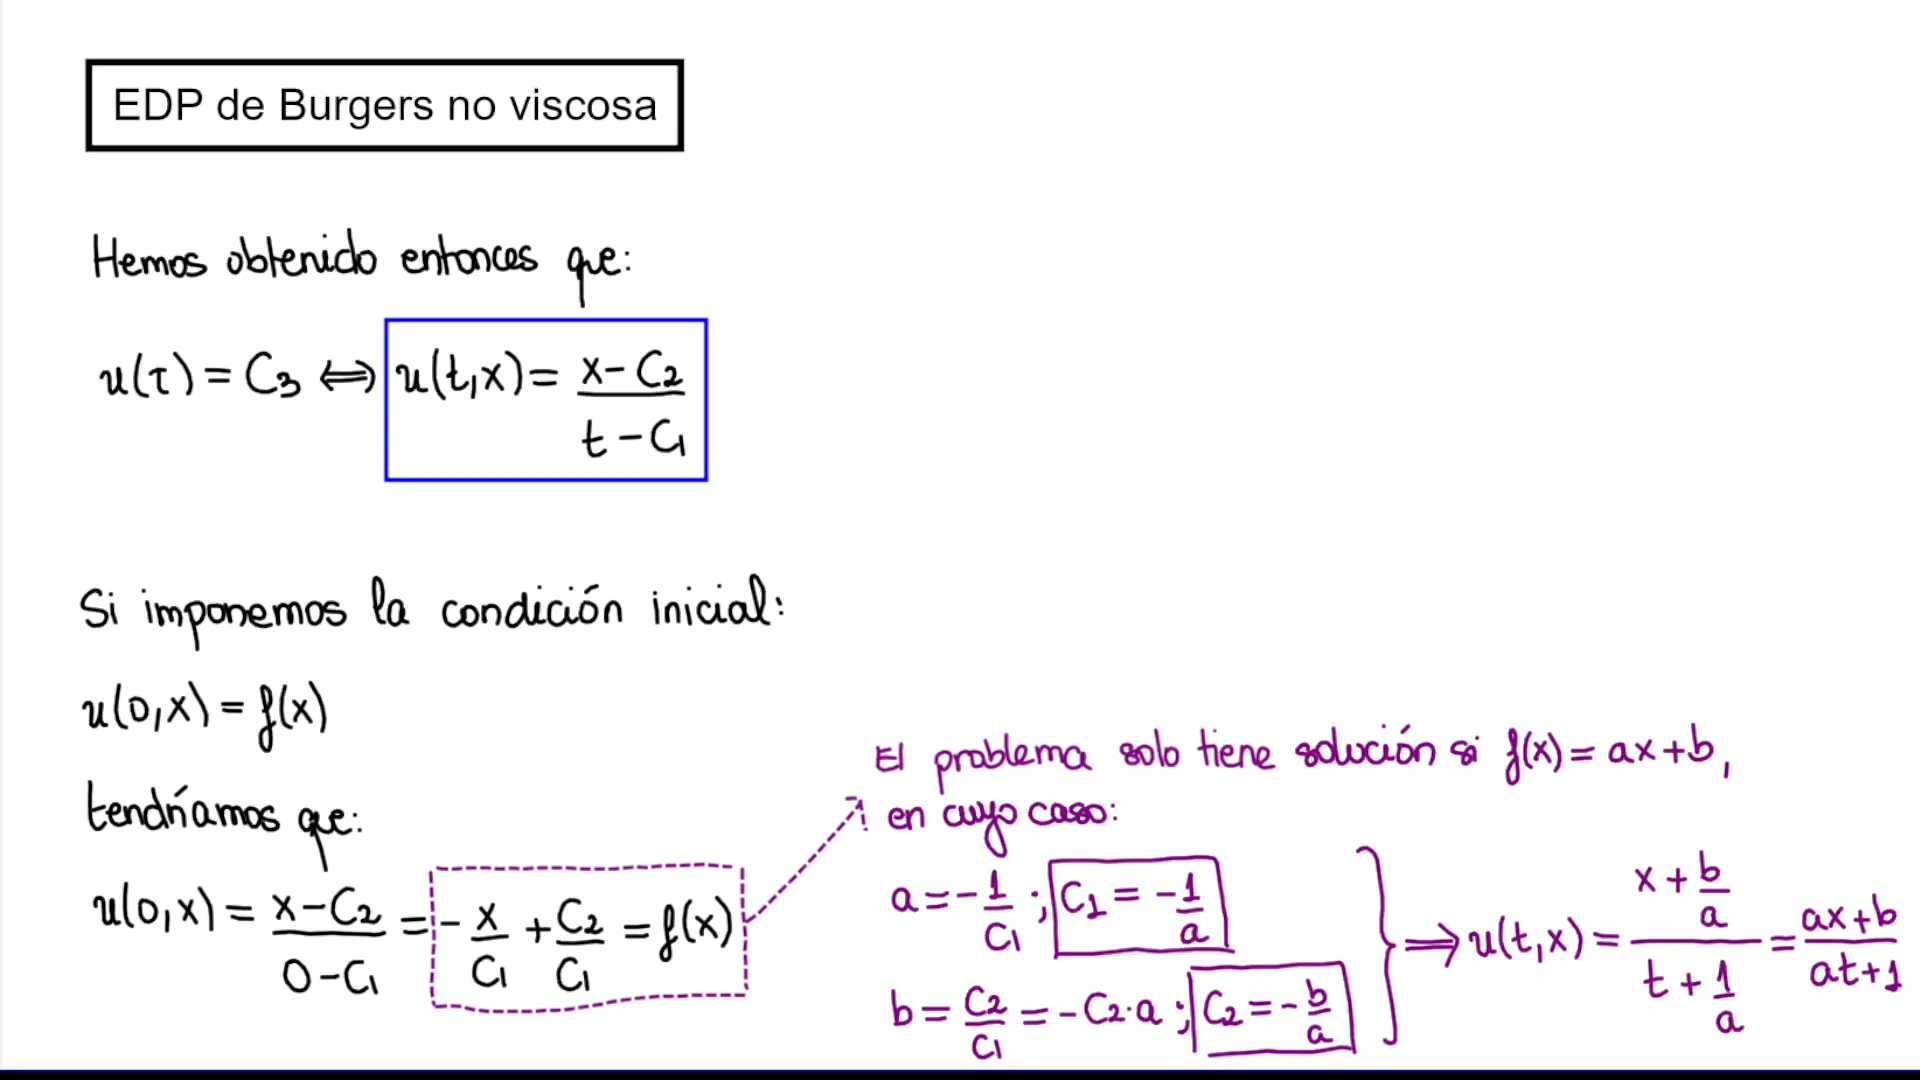 EDP de Burgers no viscosa
Hemos obtenido entonces que:
u(τ) = C₃ ⟺ u(t,x) = (x - C₂)/(t - C₁)
Si imponemos la condición inicial:
u(0,x) = f(x)
tendríamos que:
u(0,x) = (x - C₂)/(0 - C₁) = - x/C₁ + C₂/C₁ = f(x)
El problema solo tiene solución si f(x) = ax + b,
en cuyo caso:
a = - 1/C₁ ; C₁ = - 1/a
b = C₂/C₁ = - C₂·a ; C₂ = - b/a
⟹ u(t,x) = (x + b/a)/(t + 1/a) = (ax + b)/(at + 1)